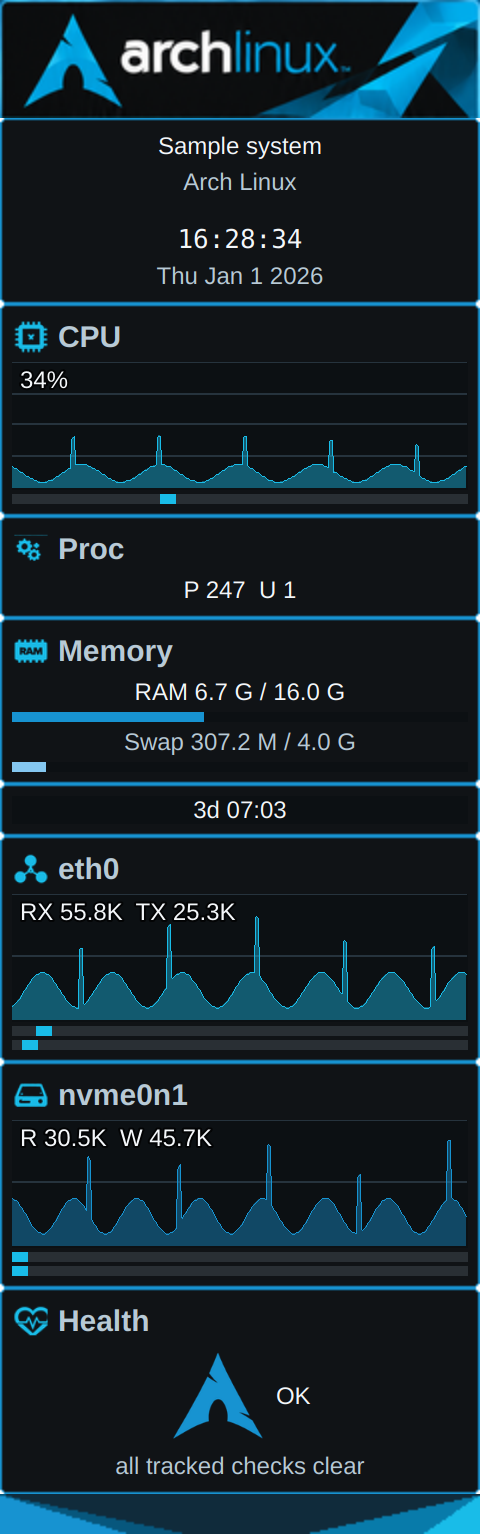 archlinux™
Sample system
Arch Linux
16:28:34
Thu Jan 1 2026
CPU
34%
Proc
P 247 U 1
RAM
Memory
RAM 6.7 G / 16.0 G
Swap 307.2 M / 4.0 G
3d 07:03
eth0
RX 55.8K TX 25.3K
nvme0n1
R 30.5K W 45.7K
Health
OK
all tracked checks clear